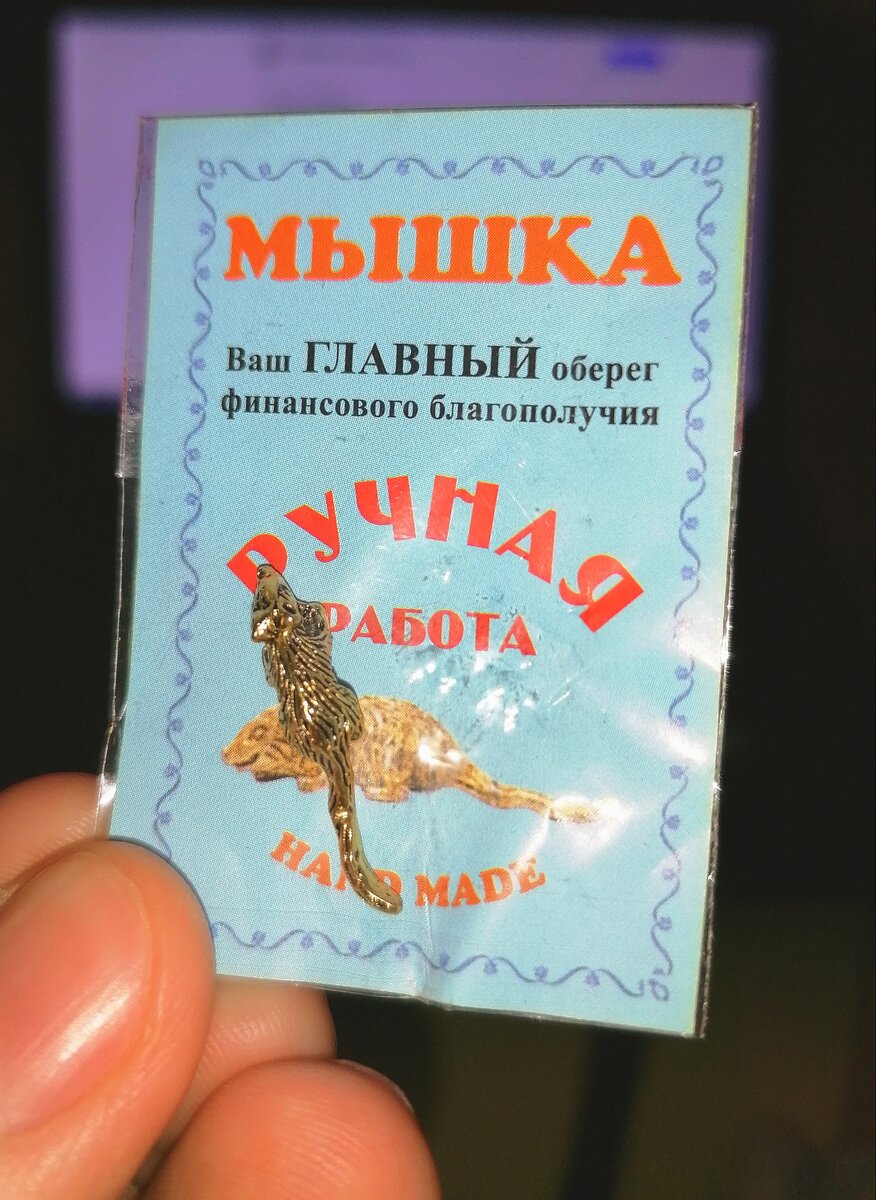 МЫШКА
Ваш ГЛАВНЫЙ оберег
финансового благополучия
РУЧНАЯ
РАБОТА
HAND MADE